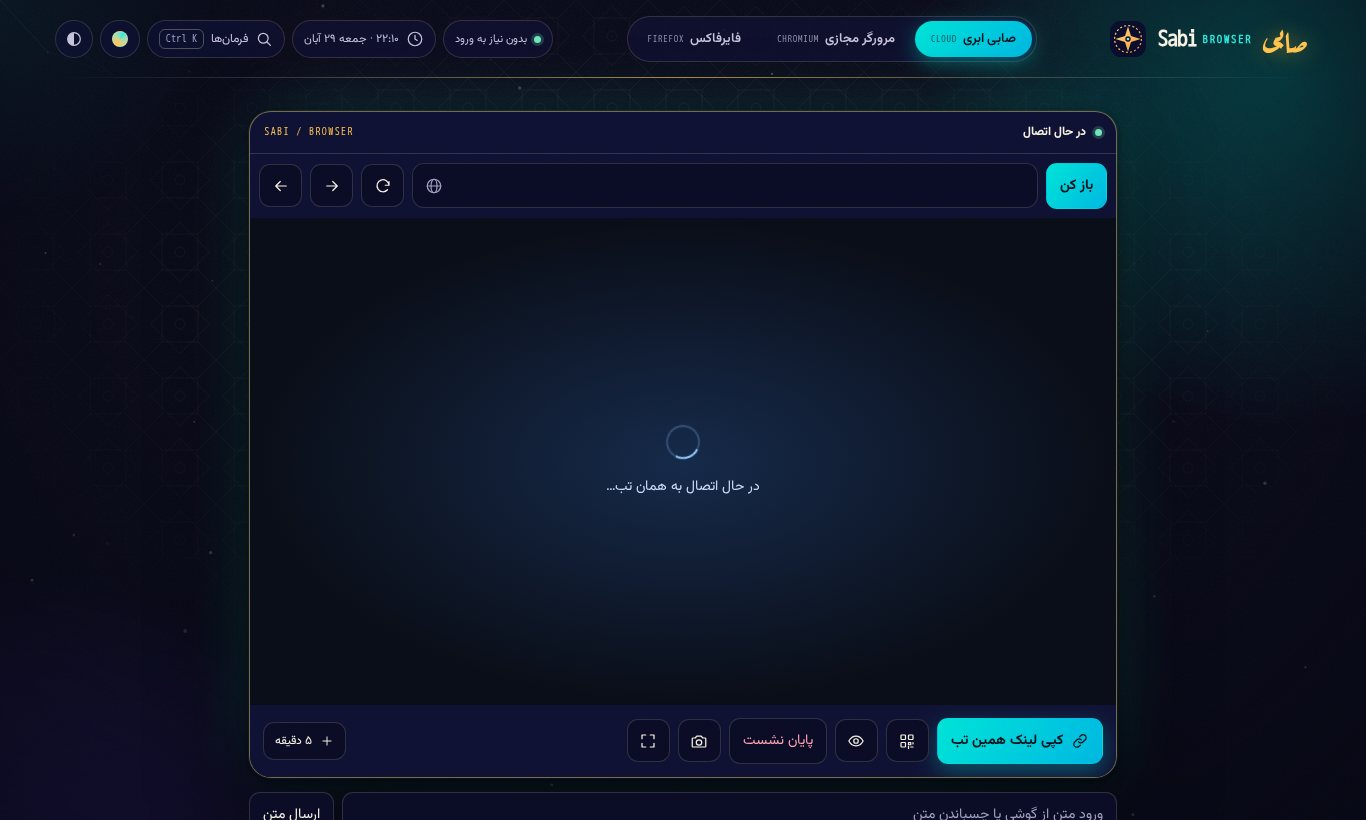 صابی
Sabi BROWSER
صابی ابری CLOUD
مرورگر مجازی CHROMIUM
فایرفاکس FIREFOX
بدون نیاز به ورود
۲۲:۱۰ · جمعه ۲۹ آبان
فرمان‌ها Ctrl K
در حال اتصال
SABI / BROWSER
باز کن
در حال اتصال به همان تب...
کپی لینک همین تب
پایان نشست
۵ دقیقه
ورود متن از گوشی یا چسباندن متن
ارسال متن